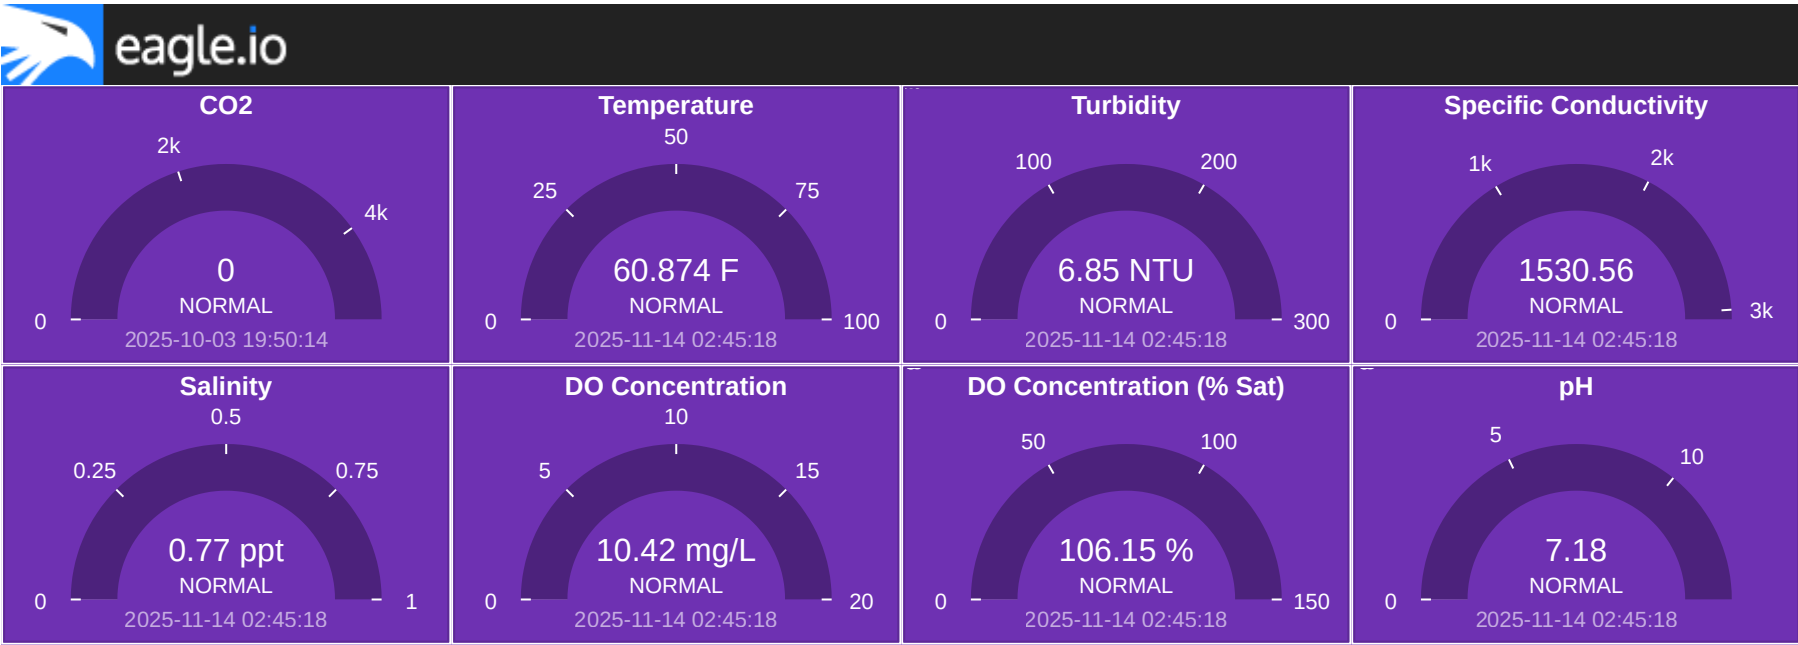 eagle.io
CO2
2k
4k
0
0
NORMAL
2025-10-03 19:50:14
Temperature
50
25
75
60.874 F
NORMAL
0
100
2025-11-14 02:45:18
Turbidity
100
200
6.85 NTU
NORMAL
0
300
2025-11-14 02:45:18
Specific Conductivity
1k
2k
1530.56
NORMAL
0
3k
2025-11-14 02:45:18
Salinity
0.5
0.25
0.75
0.77 ppt
NORMAL
0
1
2025-11-14 02:45:18
DO Concentration
10
5
15
10.42 mg/L
NORMAL
0
20
2025-11-14 02:45:18
DO Concentration (% Sat)
50
100
106.15 %
NORMAL
0
150
2025-11-14 02:45:18
pH
5
10
7.18
NORMAL
0
2025-11-14 02:45:18